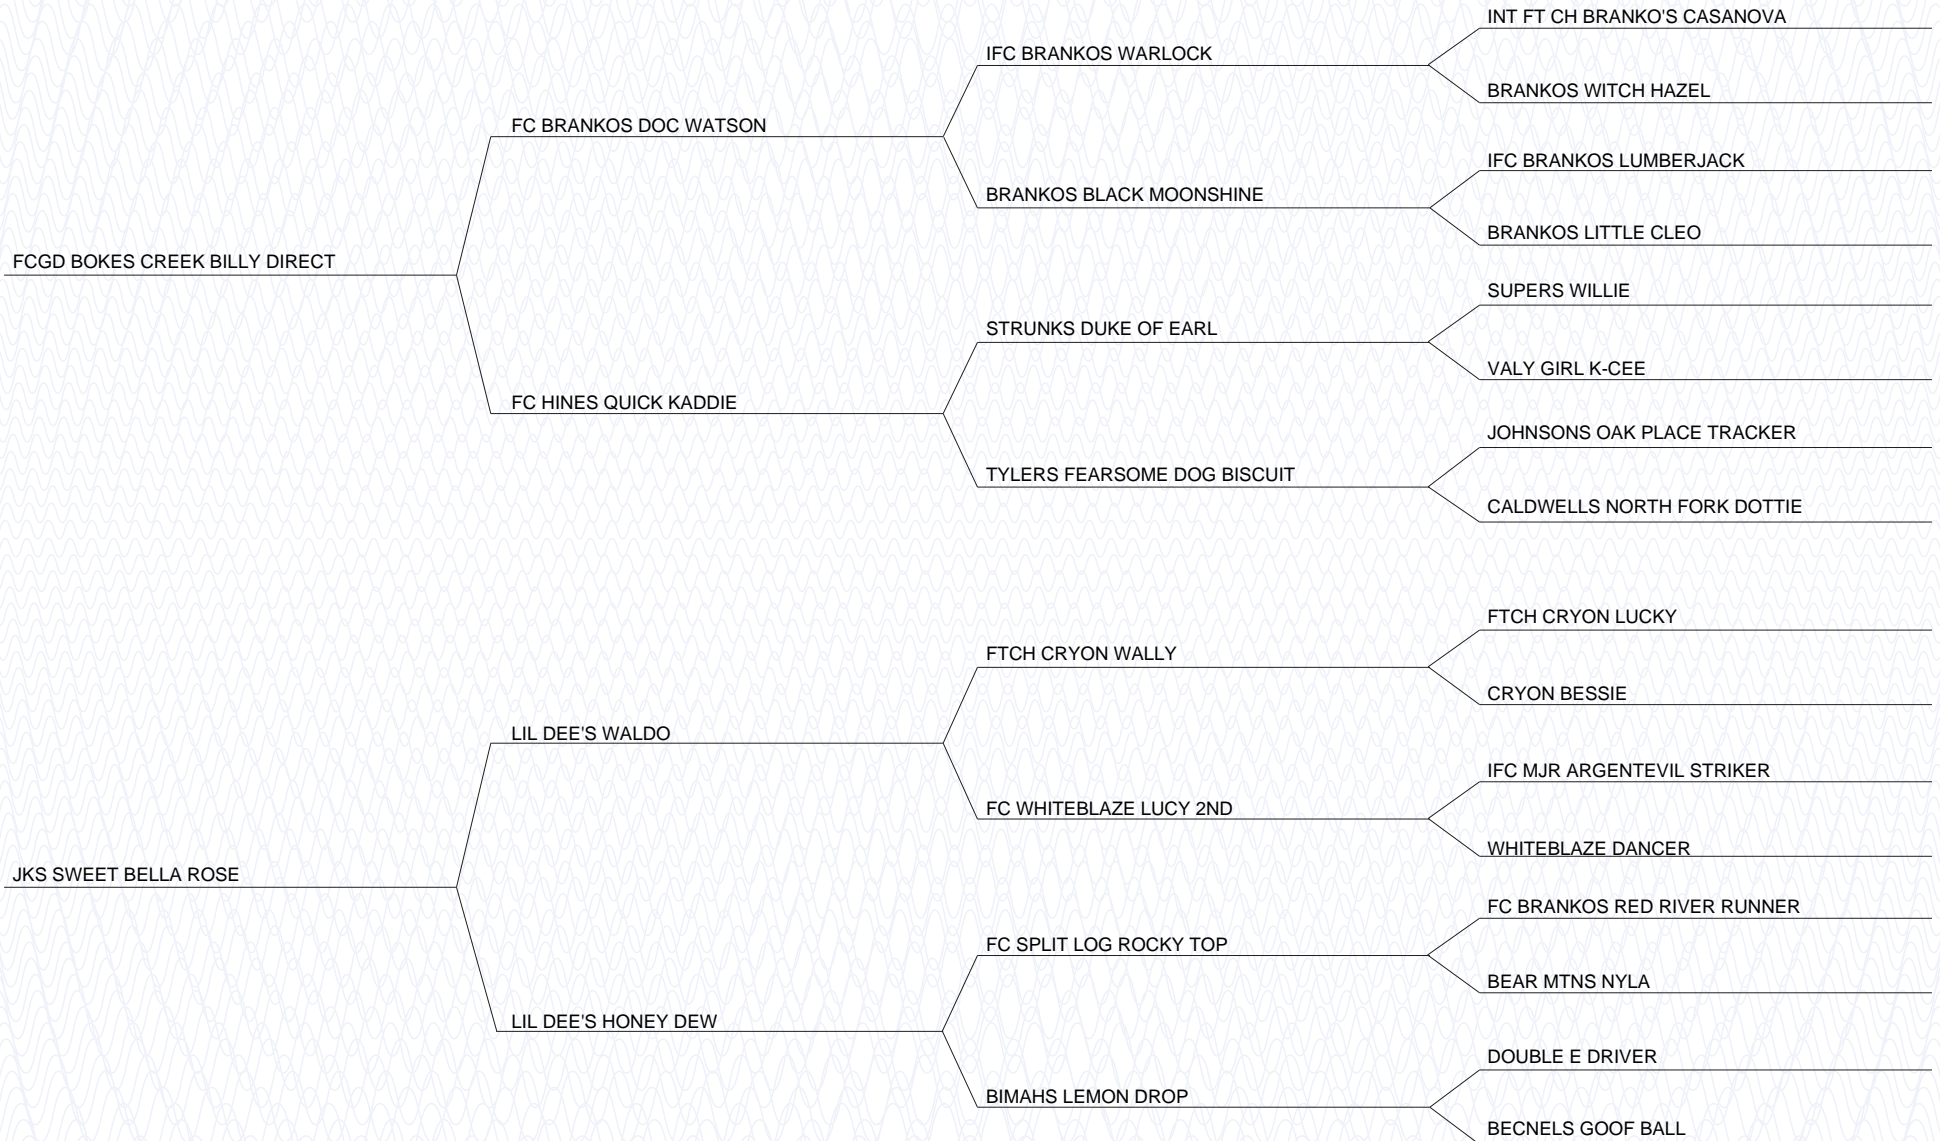 INT FT CH BRANKO'S CASANOVA
IFC BRANKOS WARLOCK
BRANKOS WITCH HAZEL
FC BRANKOS DOC WATSON
IFC BRANKOS LUMBERJACK
BRANKOS BLACK MOONSHINE
BRANKOS LITTLE CLEO
FCGD BOKES CREEK BILLY DIRECT
SUPERS WILLIE
STRUNKS DUKE OF EARL
VALY GIRL K-CEE
FC HINES QUICK KADDIE
JOHNSONS OAK PLACE TRACKER
TYLERS FEARSOME DOG BISCUIT
CALDWELLS NORTH FORK DOTTIE
FTCH CRYON LUCKY
FTCH CRYON WALLY
CRYON BESSIE
LIL DEE'S WALDO
IFC MJR ARGENTEVIL STRIKER
FC WHITEBLAZE LUCY 2ND
WHITEBLAZE DANCER
JKS SWEET BELLA ROSE
FC BRANKOS RED RIVER RUNNER
FC SPLIT LOG ROCKY TOP
BEAR MTNS NYLA
LIL DEE'S HONEY DEW
DOUBLE E DRIVER
BIMAHS LEMON DROP
BECNELS GOOF BALL